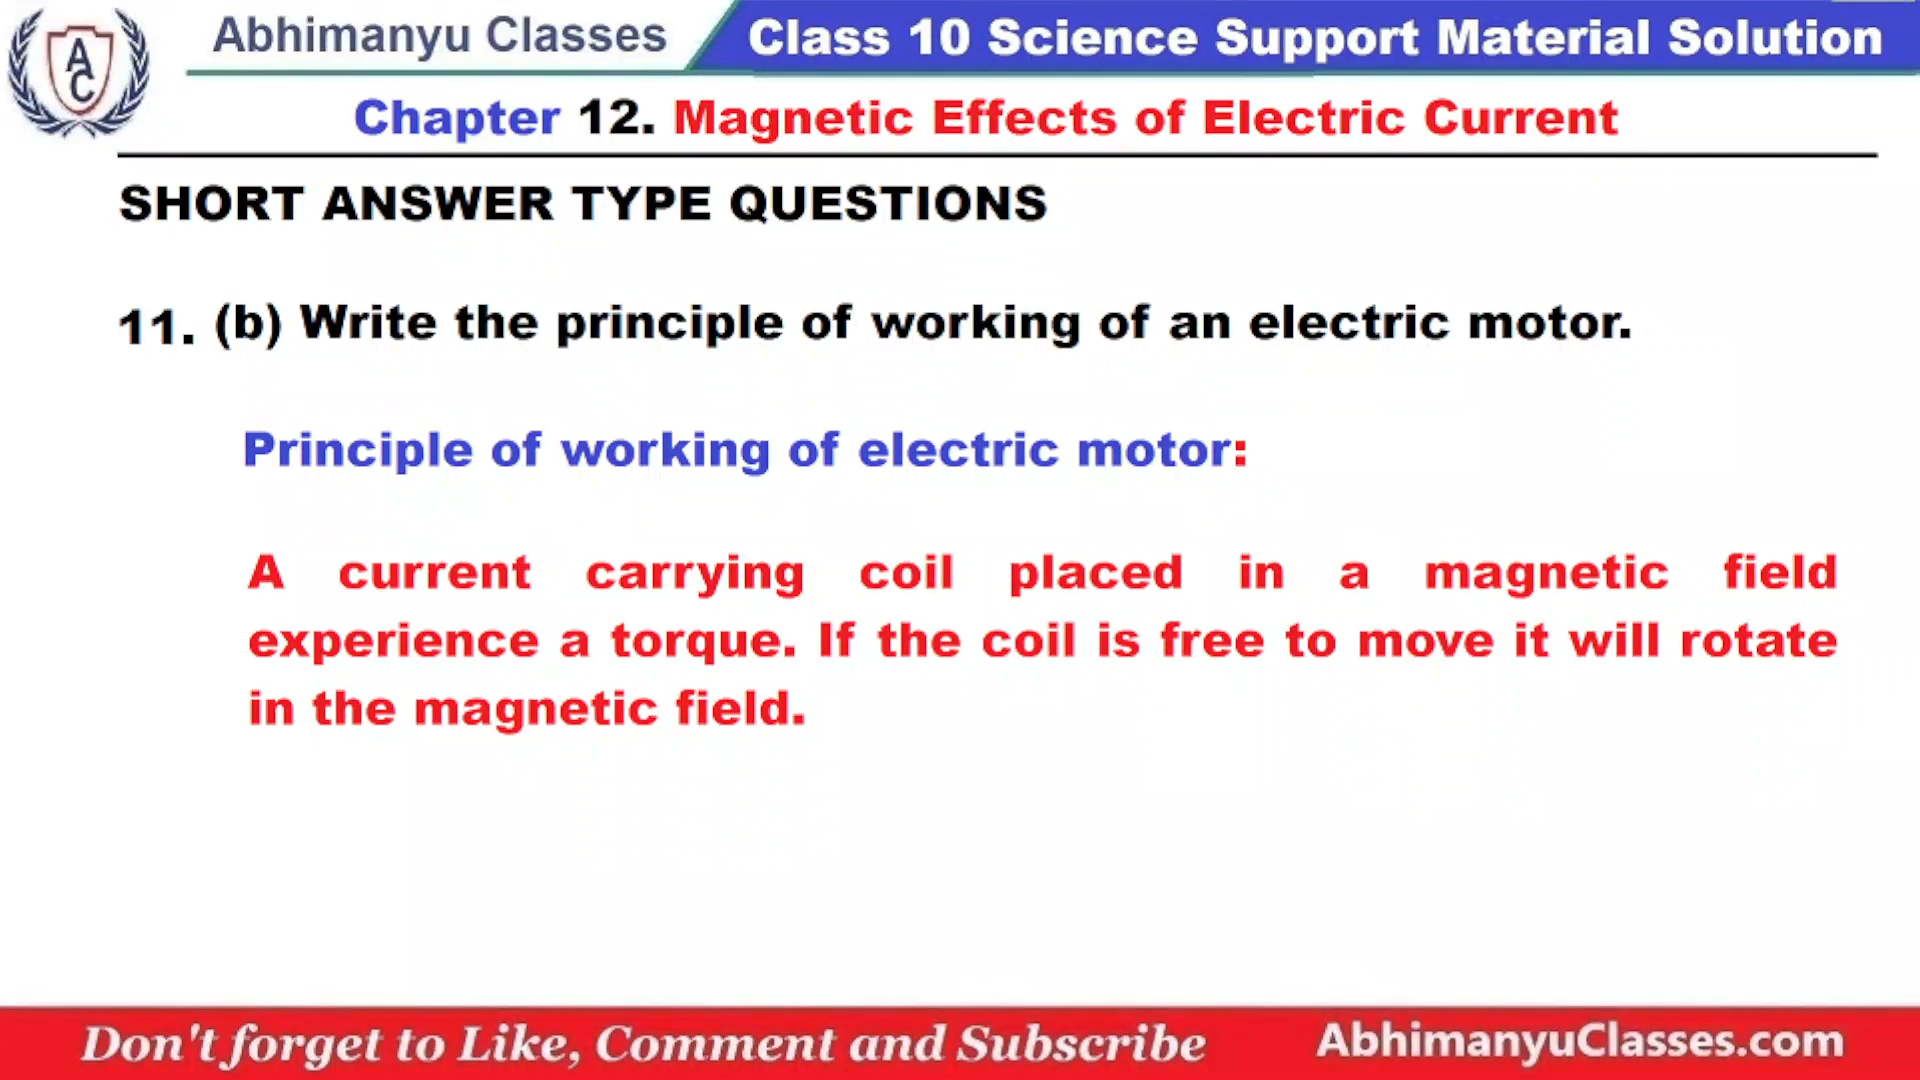 AC
Abhimanyu Classes
Class 10 Science Support Material Solution
Chapter 12. Magnetic Effects of Electric Current
SHORT ANSWER TYPE QUESTIONS
11. (b) Write the principle of working of an electric motor.
Principle of working of electric motor:
A current carrying coil placed in a magnetic field
experience a torque. If the coil is free to move it will rotate
in the magnetic field.
Don't forget to Like, Comment and Subscribe
AbhimanyuClasses.com